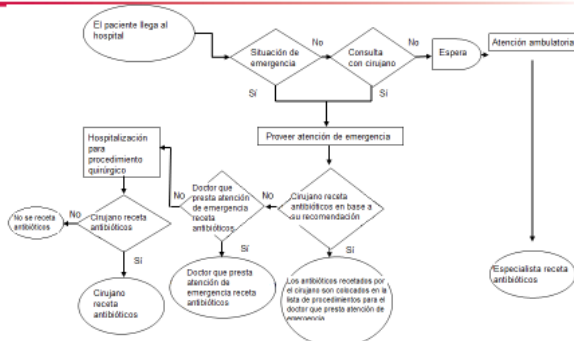 El paciente llega al
hospital
Situación de
emergencia
No
Consulta
con cirujano
No
Espera
Atención ambulatoria
Sí
Sí
Proveer atención de emergencia
Hospitalización
para
procedimiento
quirúrgico
No
Doctor que
presta atención
de emergencia
receta
antibióticos
No
Cirujano receta
antibióticos en base a
su recomendación
No se receta
antibióticos
No
Cirujano receta
antibióticos
Sí
Sí
Sí
Cirujano
receta
antibióticos
Doctor que presta
atención de
emergencia receta
antibióticos
Los antibióticos recetados por
el cirujano son colocados en la
lista de procedimientos para el
doctor que presta atención de
emergencia
Especialista receta
antibióticos